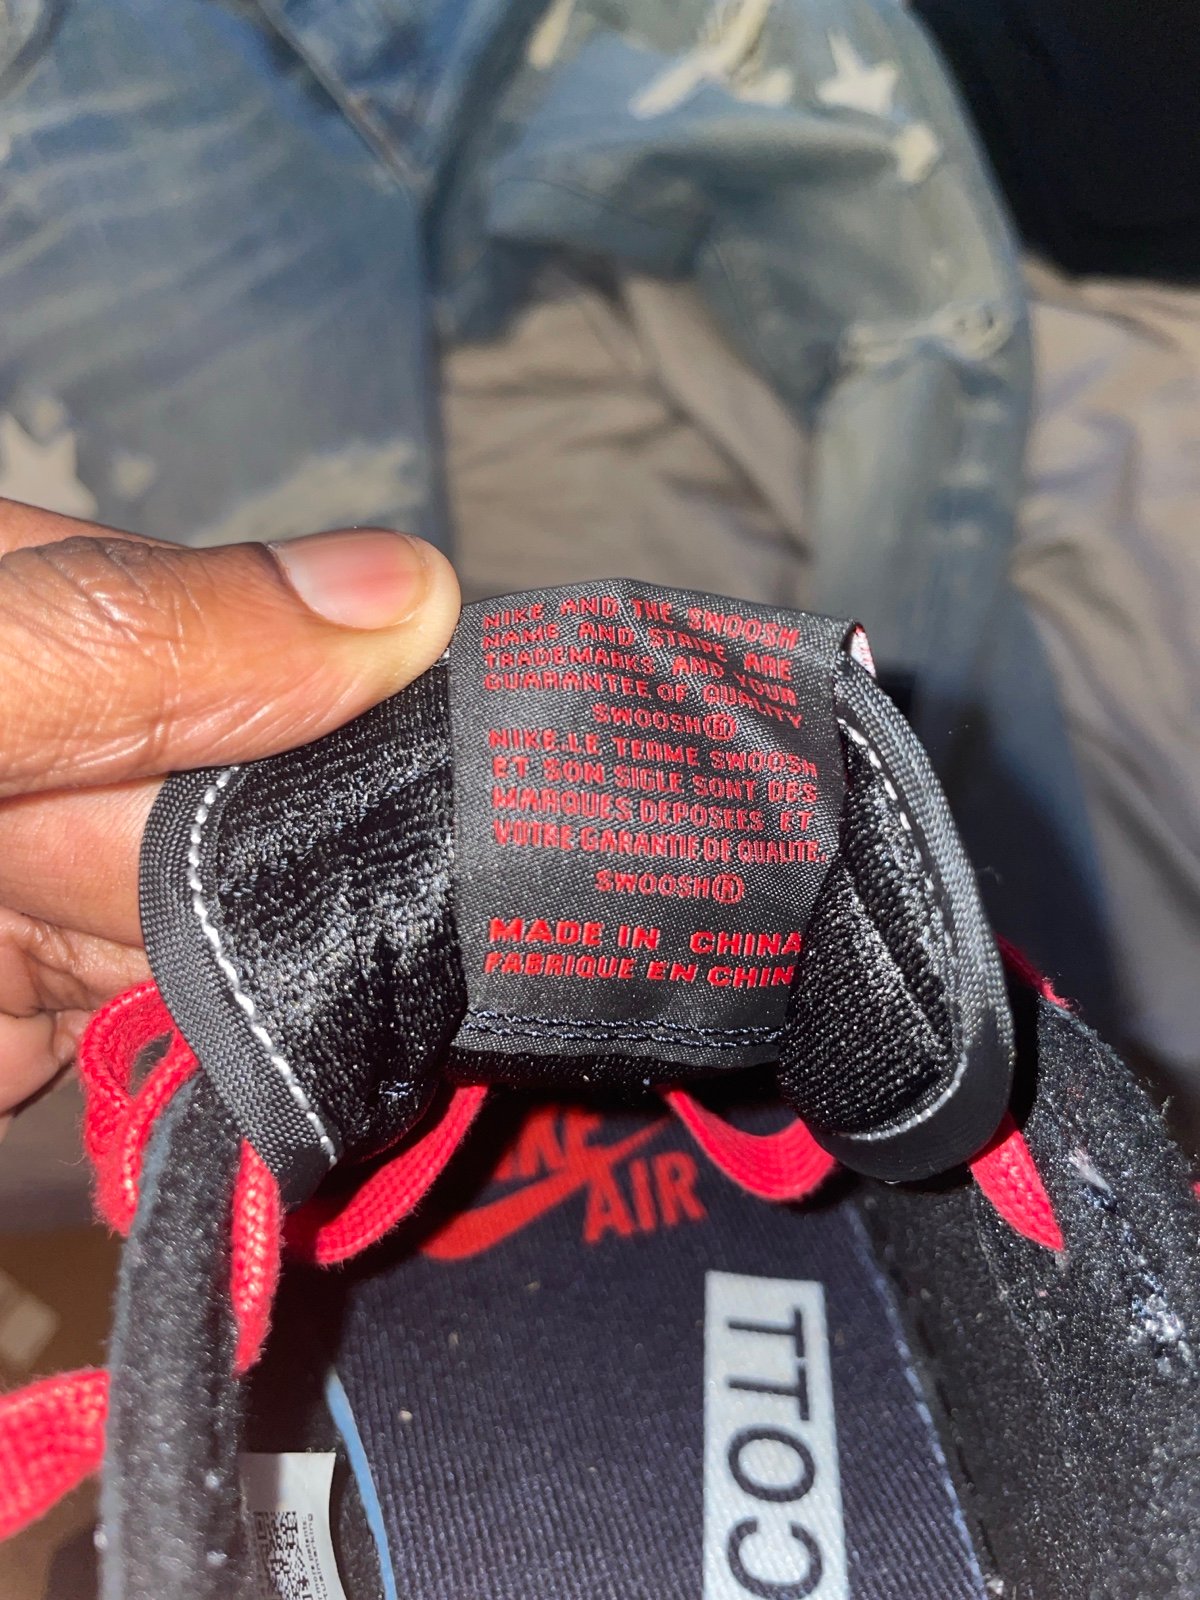 NIKE AND THE SWOOSH
NAME AND STRIPE ARE
TRADEMARKS AND YOUR
GUARANTEE OF QUALITY
SWOOSH®
NIKE.LE TERME SWOOSH
ET SON SIGLE SONT DES
MARQUES DEPOSEES ET
VOTRE GARANTIE DE QUALITE.
SWOOSH®
MADE IN CHINA
FABRIQUE EN CHIN
AIR
COTT